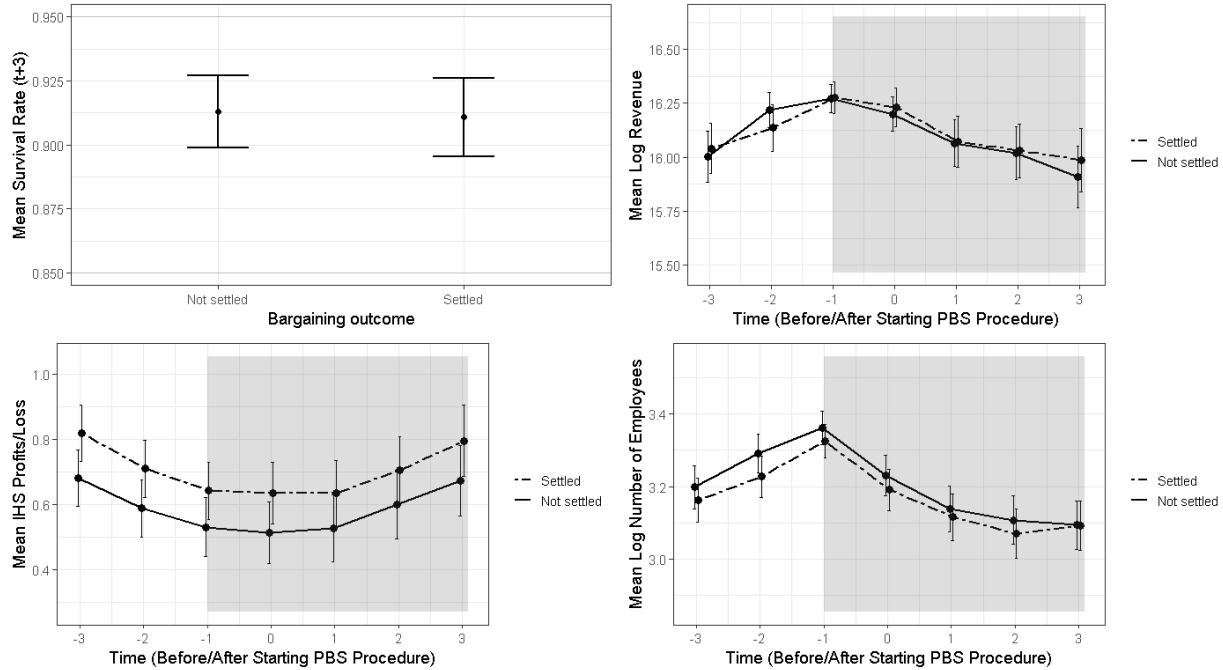 Mean Survival Rate (t+3)
0.950
0.925
0.900
0.875
0.850
Not settled
Settled
Bargaining outcome
Mean Log Revenue
16.50
16.25
16.00
15.75
15.50
-3 -2 -1 0 1 2 3
Time (Before/After Starting PBS Procedure)
Settled
Not settled
Mean IHS Profits/Loss
1.0
0.8
0.6
0.4
-3 -2 -1 0 1 2 3
Time (Before/After Starting PBS Procedure)
Settled
Not settled
Mean Log Number of Employees
3.4
3.2
3.0
-3 -2 -1 0 1 2 3
Time (Before/After Starting PBS Procedure)
Settled
Not settled